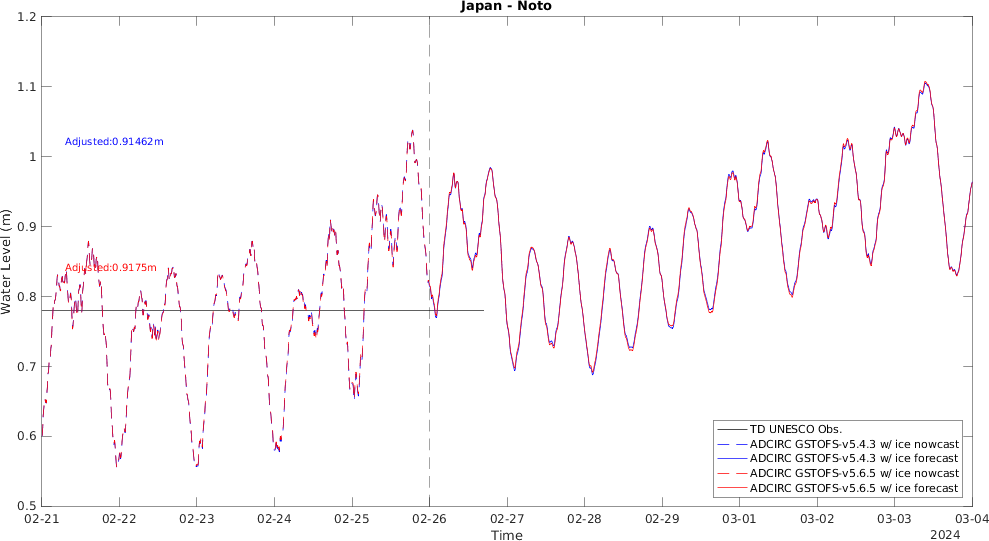 Japan - Noto
1.2
1.1
1
0.9
0.8
0.7
0.6
0.5
Water Level (m)
Adjusted:0.91462m
Adjusted:0.9175m
TD UNESCO Obs.
ADCIRC GSTOFS-v5.4.3 w/ ice nowcast
ADCIRC GSTOFS-v5.4.3 w/ ice forecast
ADCIRC GSTOFS-v5.6.5 w/ ice nowcast
ADCIRC GSTOFS-v5.6.5 w/ ice forecast
02-21 02-22 02-23 02-24 02-25 02-26 02-27 02-28 02-29 03-01 03-02 03-03 03-04
Time
2024